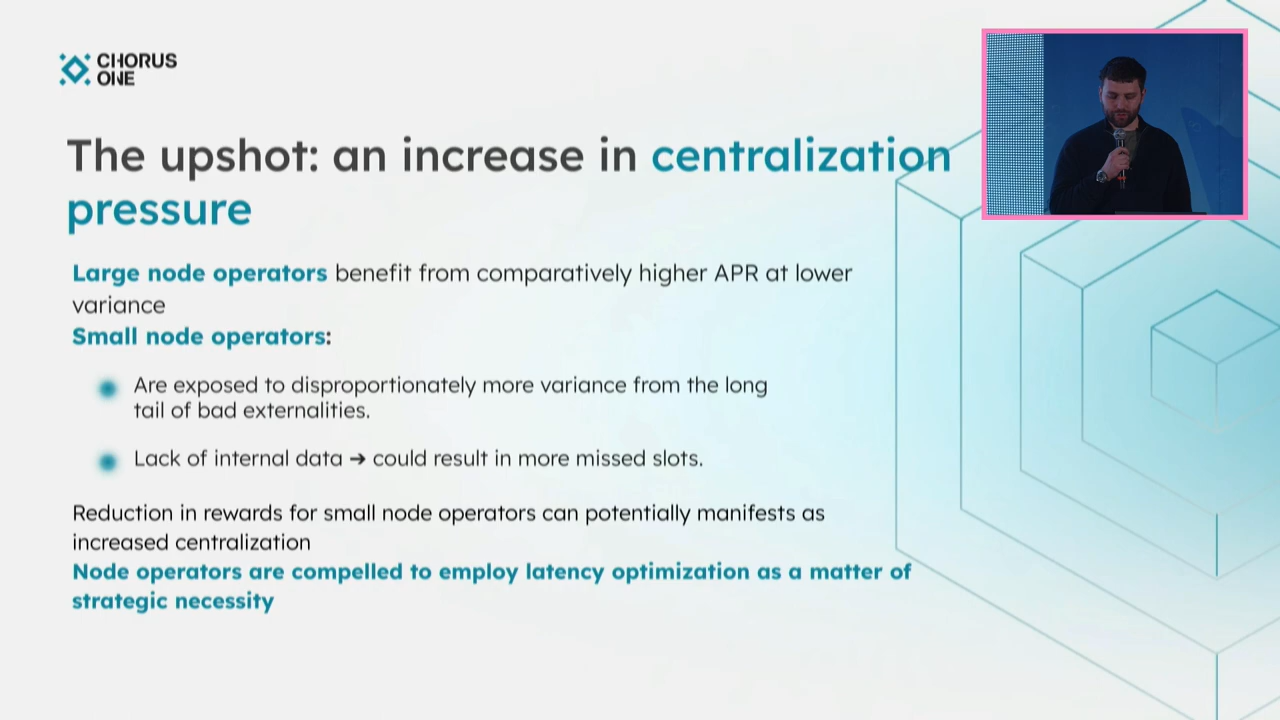 CHORUS
ONE
The upshot: an increase in centralization
pressure
Large node operators benefit from comparatively higher APR at lower
variance
Small node operators:
Are exposed to disproportionately more variance from the long
tail of bad externalities.
Lack of internal data ➔ could result in more missed slots.
Reduction in rewards for small node operators can potentially manifests as
increased centralization
Node operators are compelled to employ latency optimization as a matter of
strategic necessity